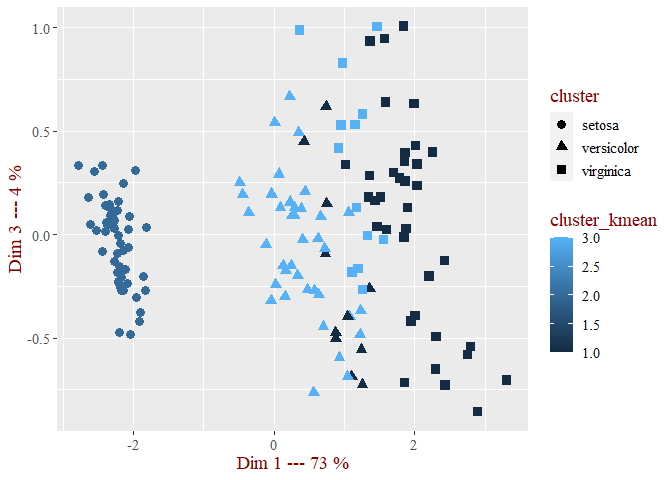 1.0
0.5
0.0
-0.5
Dim 3 --- 4 %
-2
0
2
Dim 1 --- 73 %
cluster
setosa
versicolor
virginica
cluster_kmean
3.0
2.5
2.0
1.5
1.0